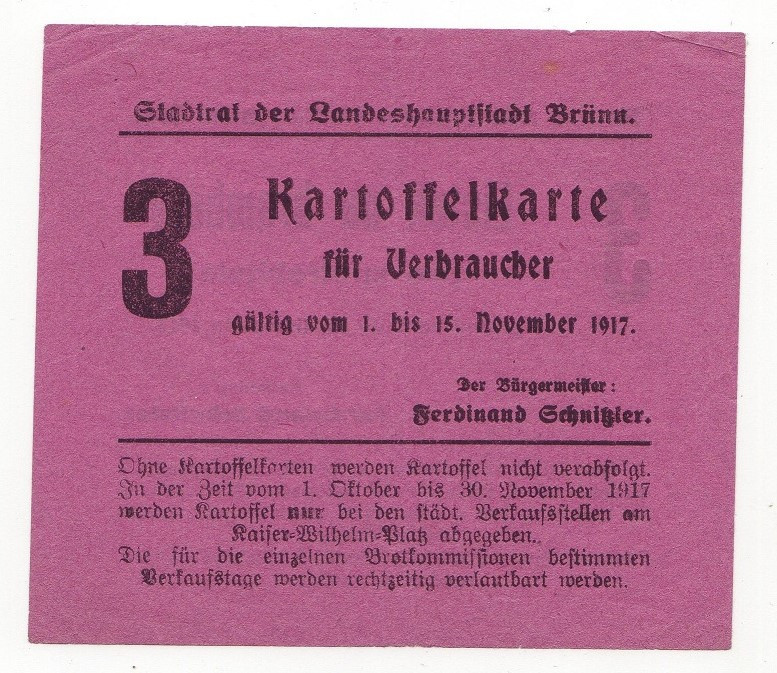 Stadtrat der Landeshauptstadt Brünn.
3
Kartoffelkarte
für Verbraucher
gültig vom 1. bis 15. November 1917.
Der Bürgermeister:
Ferdinand Schnitzler.
Ohne Kartoffelkarten werden Kartoffel nicht verabfolgt.
In der Zeit vom 1. Oktober bis 30. November 1917
werden Kartoffel nur bei den städt. Verkaufsstellen am
Kaiser-Wilhelm-Platz abgegeben.
Die für die einzelnen Brotkommissionen bestimmten
Verkaufstage werden rechtzeitig verlautbart werden.